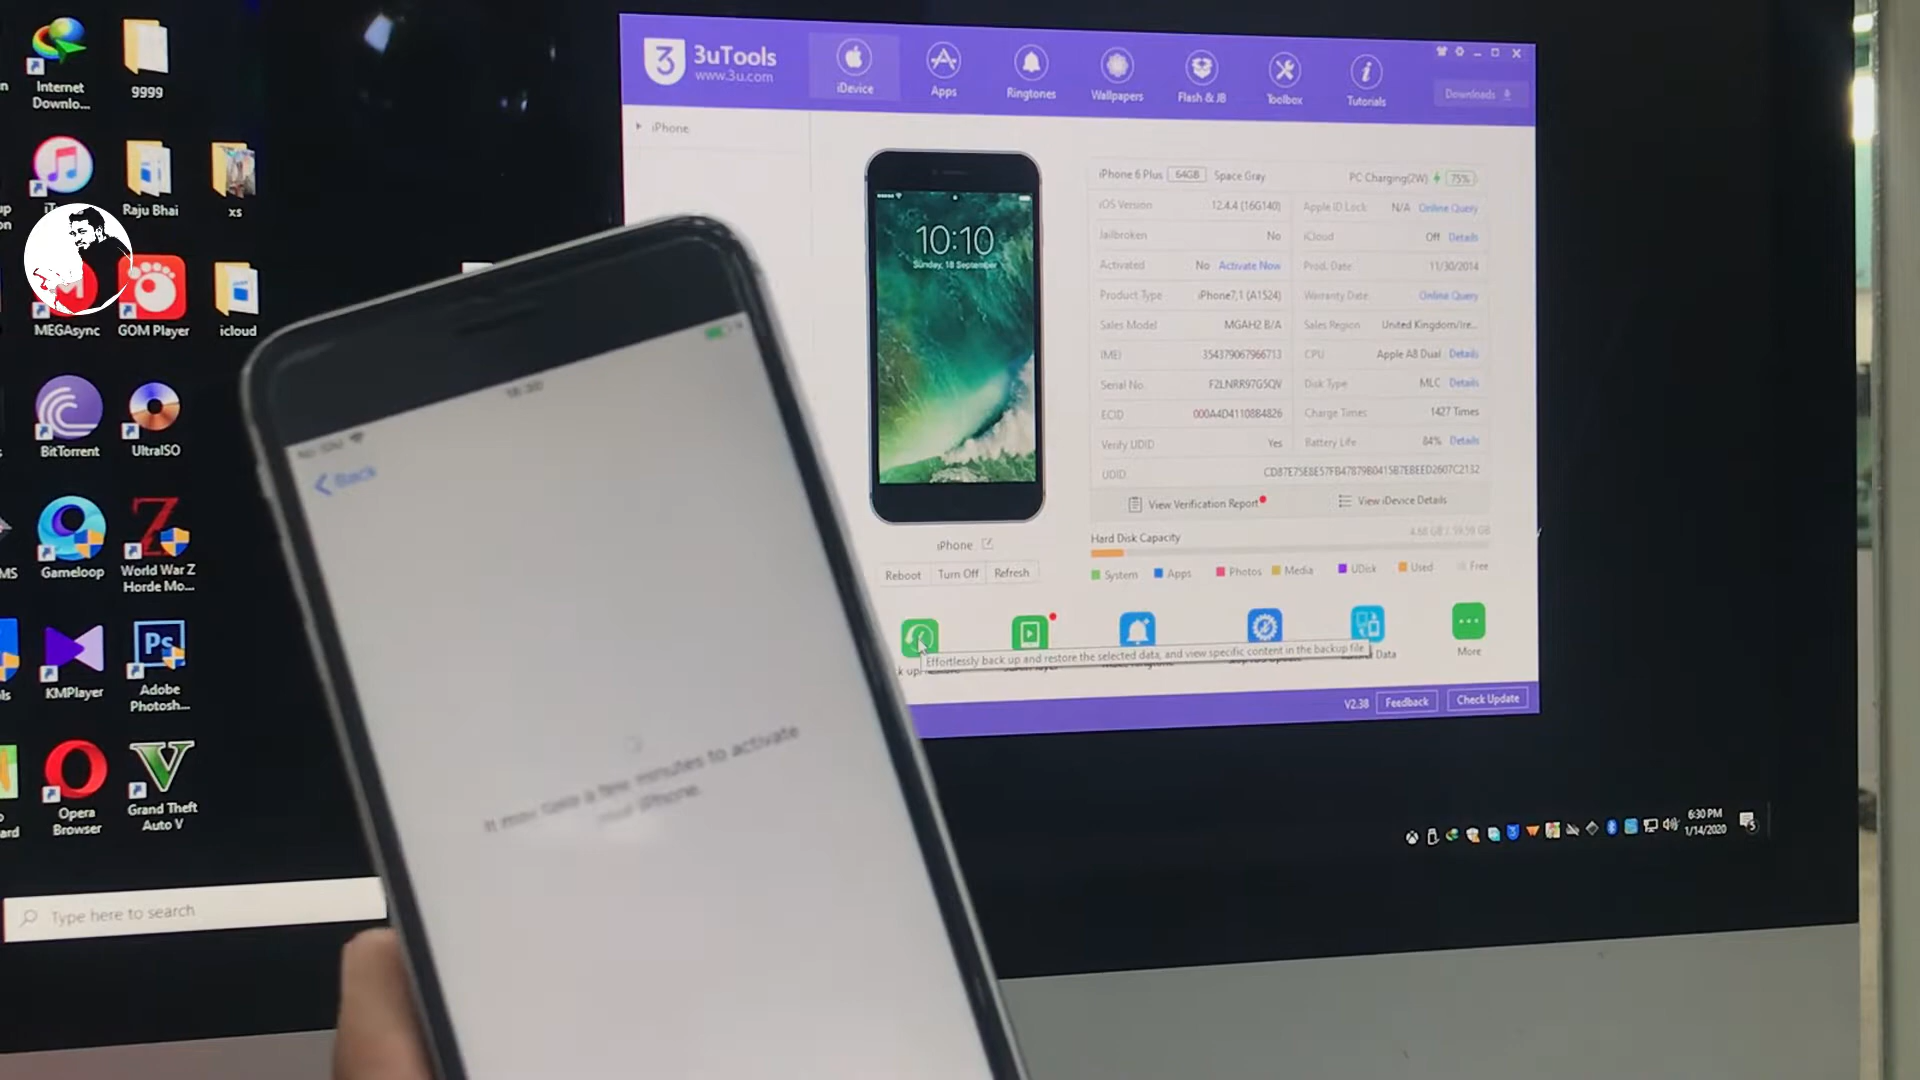 Internet
Downlo...
9999
Raju Bhai
xs
MEGAsync
GOM Player
icloud
BitTorrent
UltraISO
Gameloop
World War Z
Horde Mo...
KMPlayer
Adobe
Photosh...
Opera
Browser
Grand Theft
Auto V
Type here to search
3uTools
www.3u.com
iDevice
Apps
Ringtones
Wallpapers
Flash & JB
Toolbox
Tutorials
Downloads
iPhone
10:10
Sunday, 18 September
iPhone
Reboot
Turn Off
Refresh
iPhone 6 Plus 64GB Space Gray PC Charging(2W) 75%
iOS Version 12.4.4 (16G140) Apple ID Lock N/A Online Query
Jailbroken No iCloud Off Details
Activated No Activate Now Prod. Date 11/30/2014
Product Type iPhone7,1 (A1524) Warranty Date Online Query
Sales Model MGAH2 B/A Sales Region United Kingdom/Ire...
IMEI 354379067966713 CPU Apple A8 Dual Details
Serial No. F2LNRR97G5QV Disk Type MLC Details
ECID 000A4D4110884826 Charge Times 1427 Times
Verify UDID Yes Battery Life 84% Details
UDID CD87E75E8E57FB47879B0415B7EBEED2607C2132
View Verification Report
View iDevice Details
Hard Disk Capacity
System Apps Photos Media UDisk Used Free
Effortlessly back up and restore the selected data, and view specific content in the backup file
Data
More
V2.38 Feedback Check Update
6:30 PM
1/14/2020
Back
It may take a few minutes to activate
your iPhone.